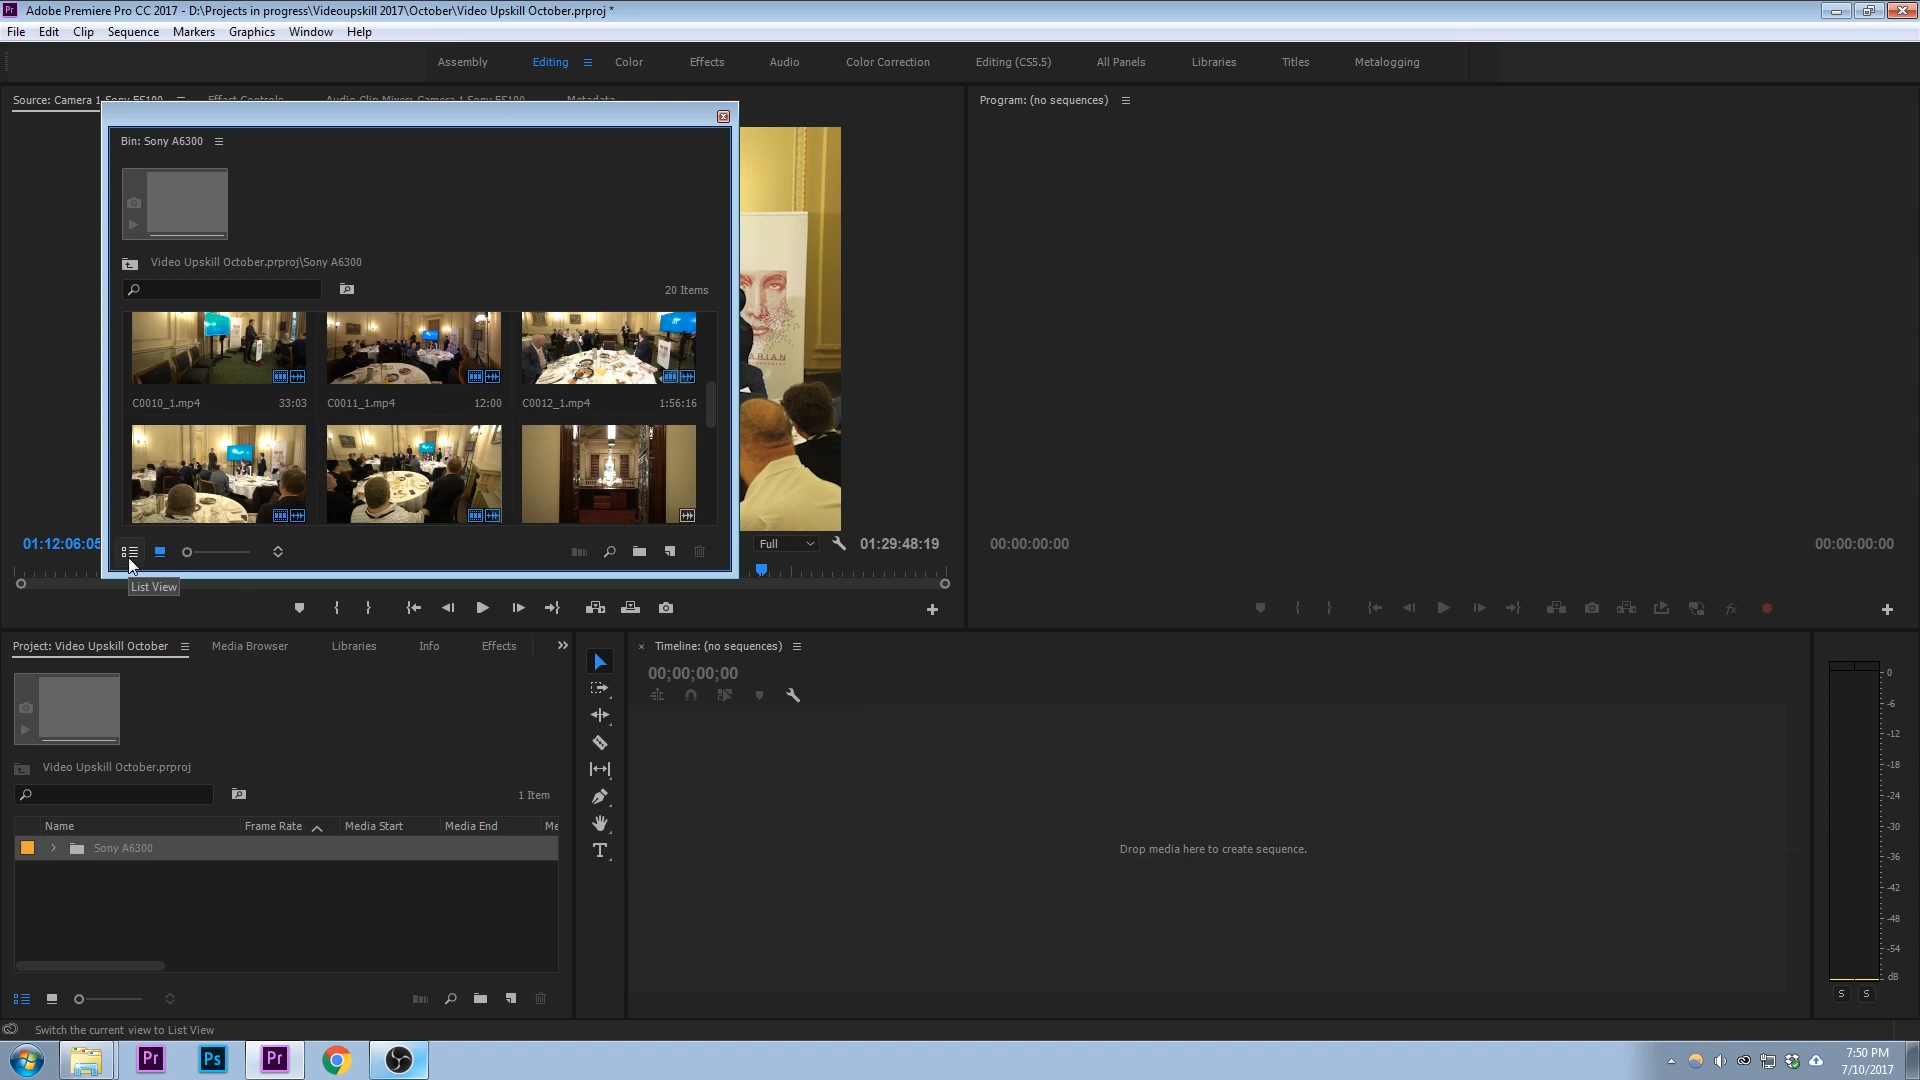 Adobe Premiere Pro CC 2017 - D:\Projects in progress\Videoupskill 2017\October\Video Upskill October.prproj *
File Edit Clip Sequence Markers Graphics Window Help
Assembly Editing Color Effects Audio Color Correction Editing (CS5.5) All Panels Libraries Titles Metalogging
Source: Camera 1 Sony FS100 Effect Controls Audio Clip Mixer: Camera 1 Sony FS100 Metadata
Program: (no sequences)
Bin: Sony A6300
Video Upskill October.prproj\Sony A6300
20 Items
C0010_1.mp4 33:03 C0011_1.mp4 12:00 C0012_1.mp4 1:56:16
01:12:06:05
Full
01:29:48:19
00:00:00:00
00:00:00:00
List View
Project: Video Upskill October Media Browser Libraries Info Effects
Timeline: (no sequences)
00;00;00;00
Video Upskill October.prproj
1 Item
Name Frame Rate Media Start Media End Me
Sony A6300
Drop media here to create sequence.
0
-6
-12
-18
-24
-30
-36
-42
-48
-54
dB
S S
Switch the current view to List View
7:50 PM
7/10/2017